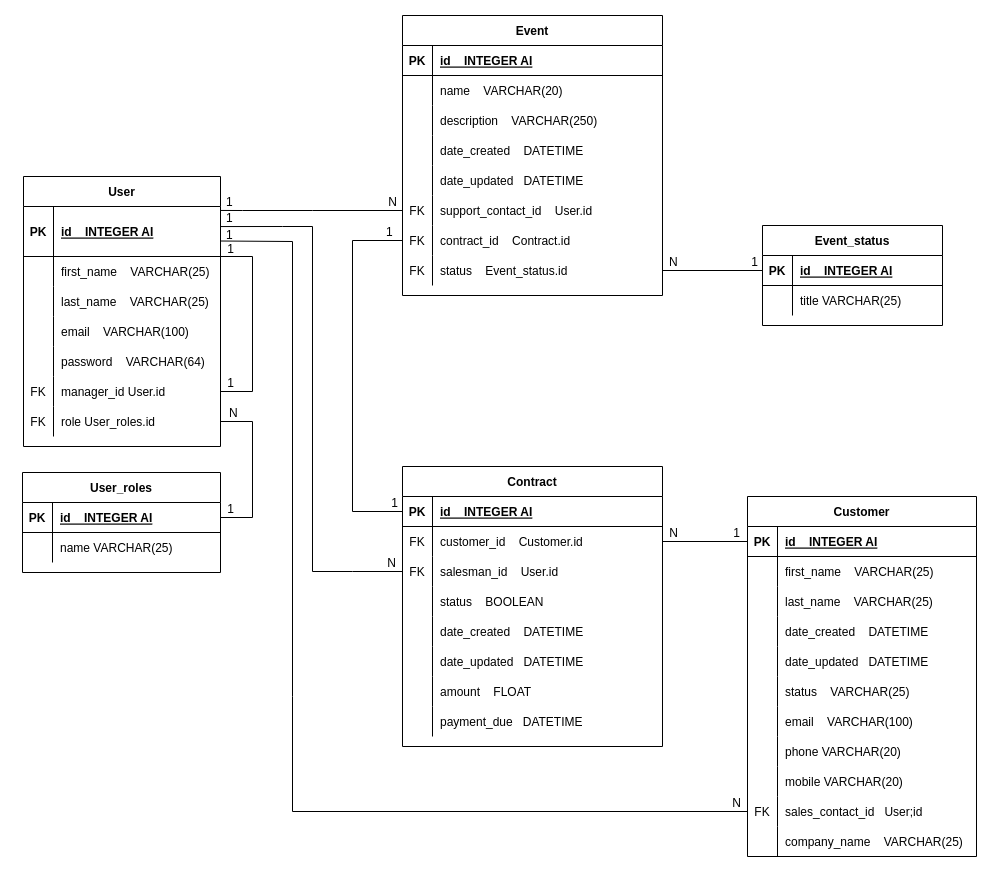 Event
PK id INTEGER AI
name VARCHAR(20)
description VARCHAR(250)
date_created DATETIME
date_updated DATETIME
FK support_contact_id User.id
FK contract_id Contract.id
FK status Event_status.id
User
PK id INTEGER AI
first_name VARCHAR(25)
last_name VARCHAR(25)
email VARCHAR(100)
password VARCHAR(64)
FK manager_id User.id
FK role User_roles.id
1
1
1
1
1
N
N
1
N
1
Event_status
PK id INTEGER AI
title VARCHAR(25)
User_roles
PK id INTEGER AI
name VARCHAR(25)
1
1
N
Contract
PK id INTEGER AI
FK customer_id Customer.id
FK salesman_id User.id
status BOOLEAN
date_created DATETIME
date_updated DATETIME
amount FLOAT
payment_due DATETIME
N
1
Customer
PK id INTEGER AI
first_name VARCHAR(25)
last_name VARCHAR(25)
date_created DATETIME
date_updated DATETIME
status VARCHAR(25)
email VARCHAR(100)
phone VARCHAR(20)
mobile VARCHAR(20)
FK sales_contact_id User;id
company_name VARCHAR(25)
N